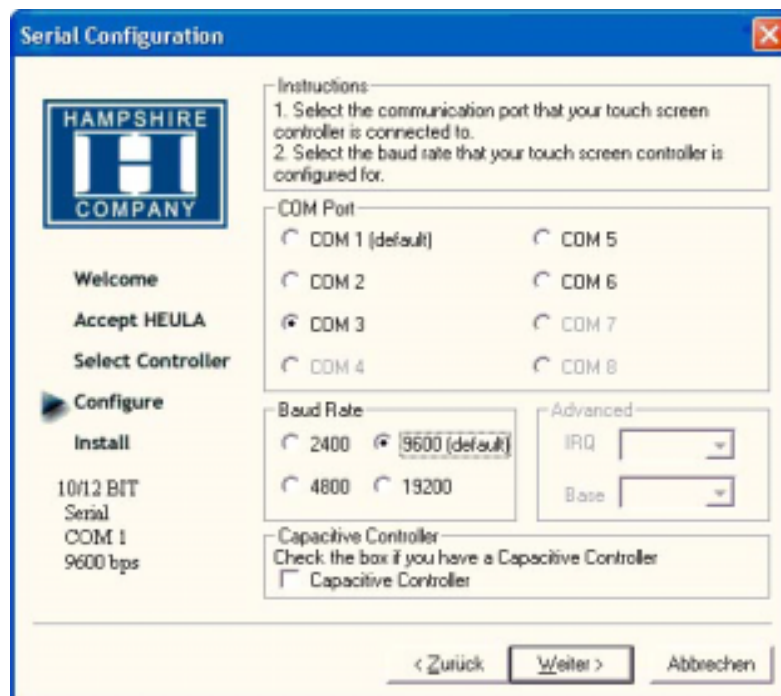 Serial Configuration
HAMPSHIRE
COMPANY
Welcome
Accept HEULA
Select Controller
Configure
Install
10/12 BIT
Serial
COM 1
9600 bps
Instructions
1. Select the communication port that your touch screen
controller is connected to.
2. Select the baud rate that your touch screen controller is
configured for.
COM Port
COM 1 (default)
COM 5
COM 2
COM 6
COM 3
COM 7
COM 4
COM 8
Baud Rate
2400
9600 (default)
4800
19200
Advanced
IRQ
Base
Capacitive Controller
Check the box if you have a Capacitive Controller
Capacitive Controller
< Zurück
Weiter >
Abbrechen